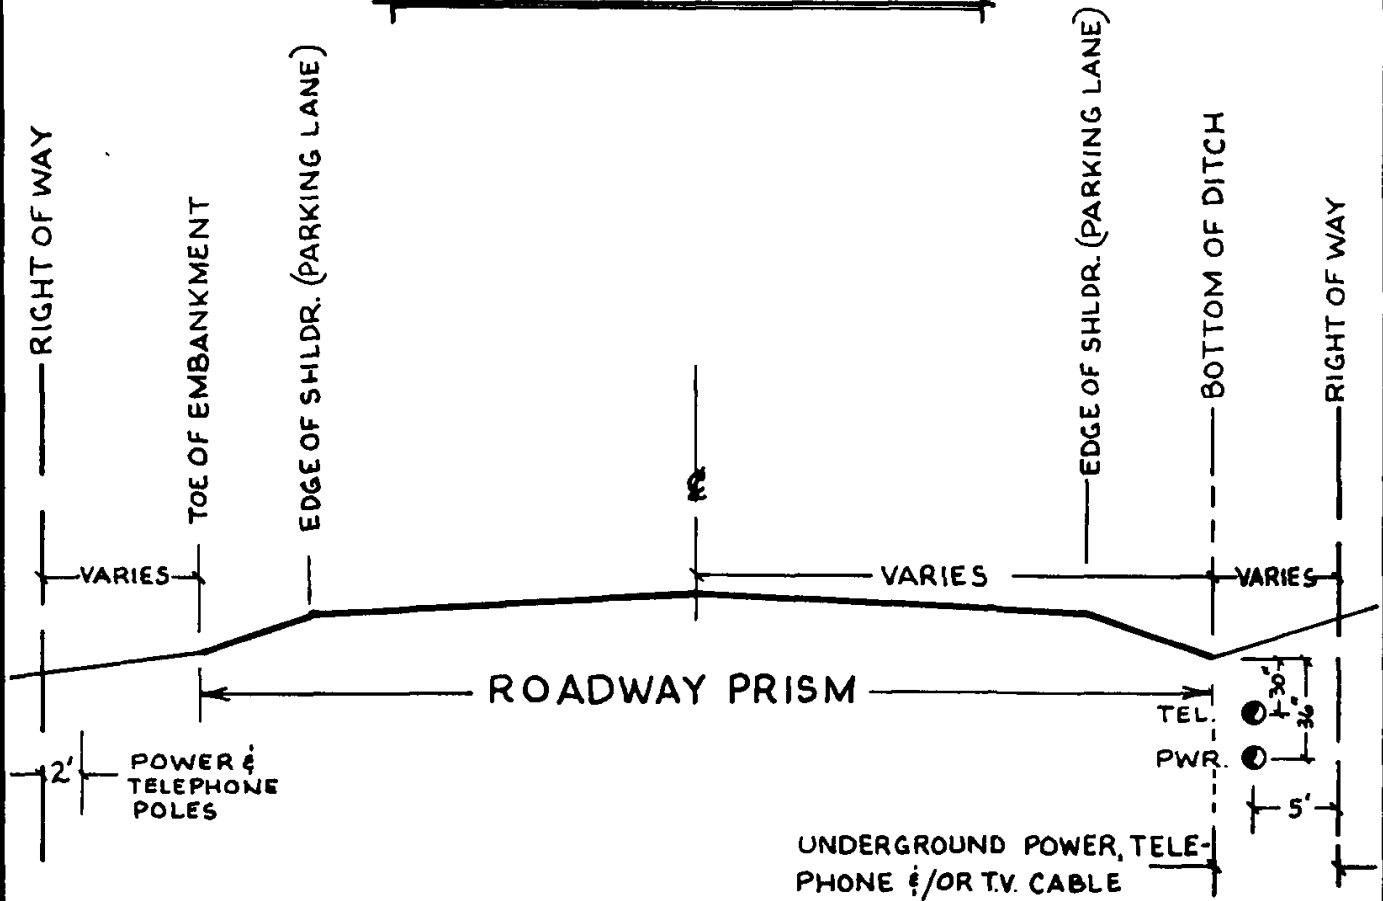 RIGHT OF WAY
TOE OF EMBANKMENT
EDGE OF SHLDR. (PARKING LANE)
℄
EDGE OF SHLDR. (PARKING LANE)
BOTTOM OF DITCH
RIGHT OF WAY
VARIES
VARIES
VARIES
ROADWAY PRISM
30"
36"
TEL.
PWR.
2'
POWER &
TELEPHONE
POLES
5'
UNDERGROUND POWER, TELE-
PHONE &/OR T.V. CABLE